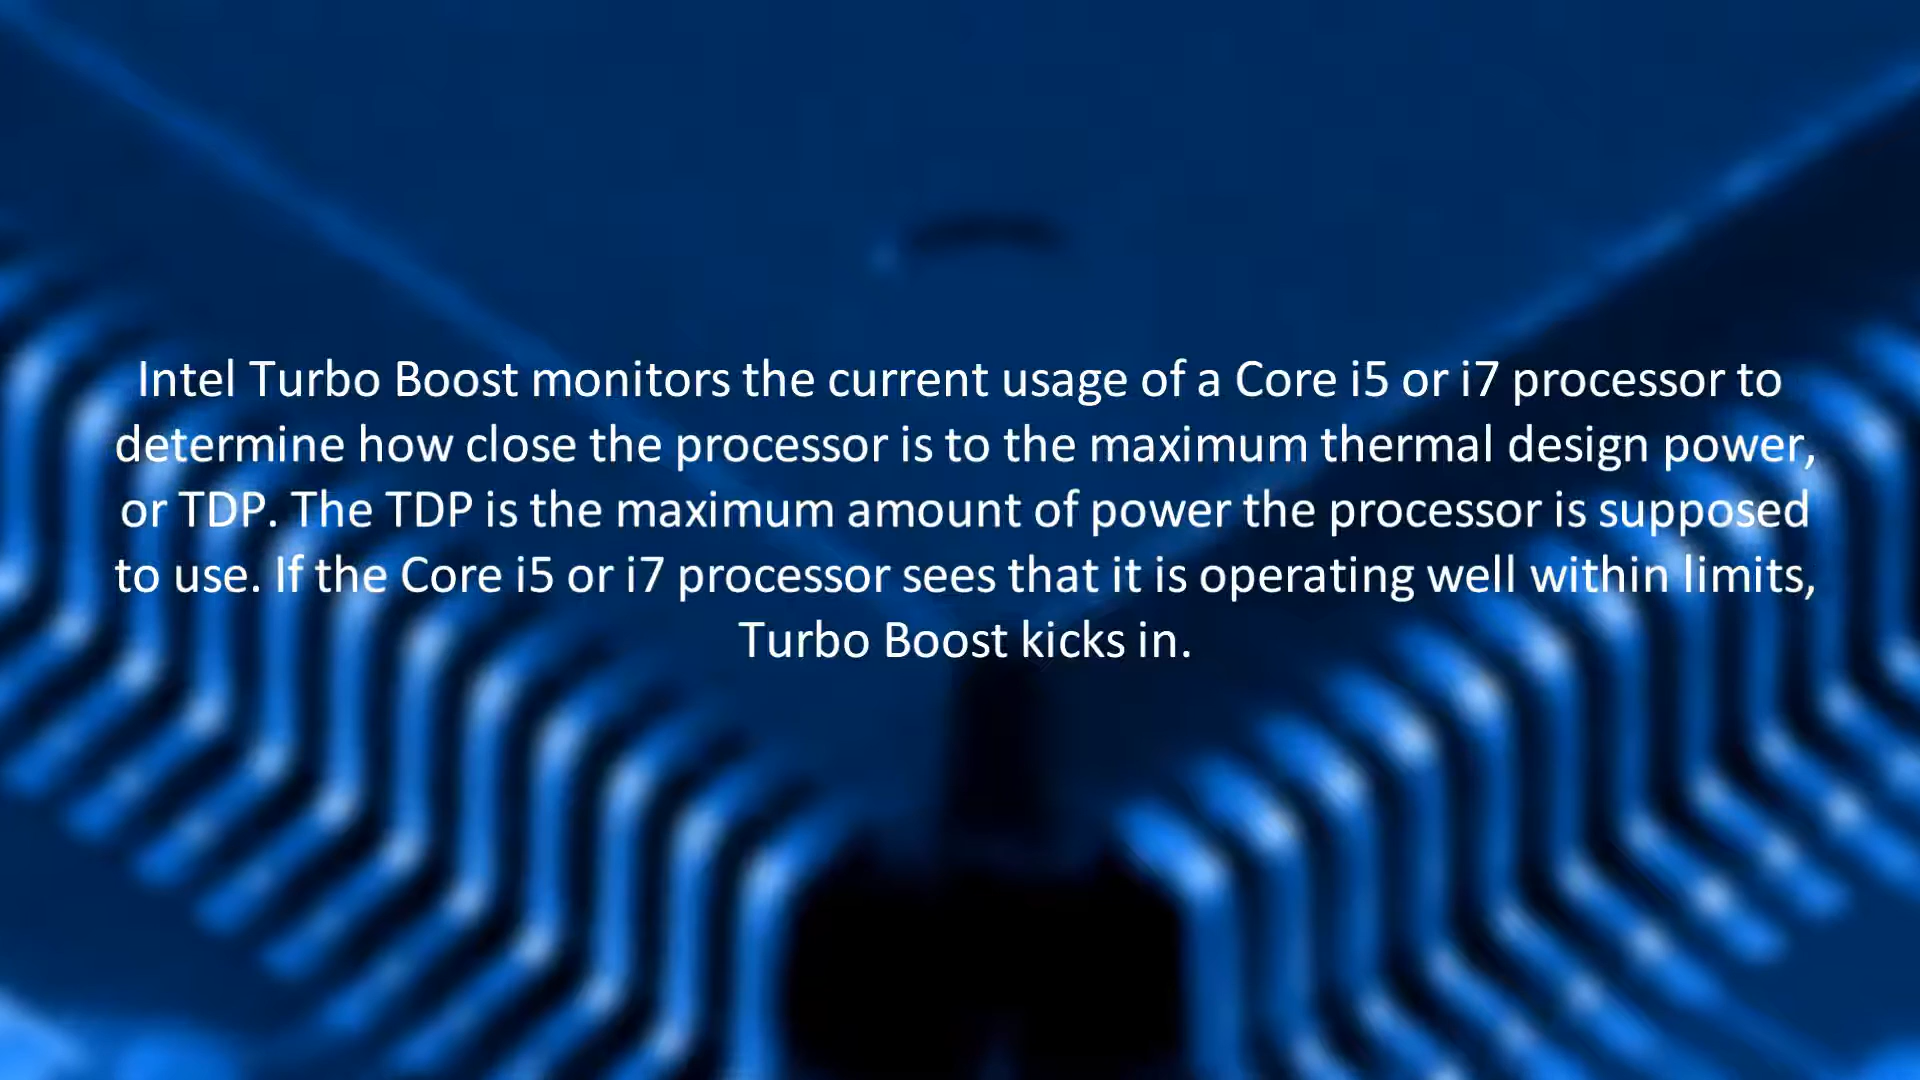 Intel Turbo Boost monitors the current usage of a Core i5 or i7 processor to
determine how close the processor is to the maximum thermal design power,
or TDP. The TDP is the maximum amount of power the processor is supposed
to use. If the Core i5 or i7 processor sees that it is operating well within limits,
Turbo Boost kicks in.